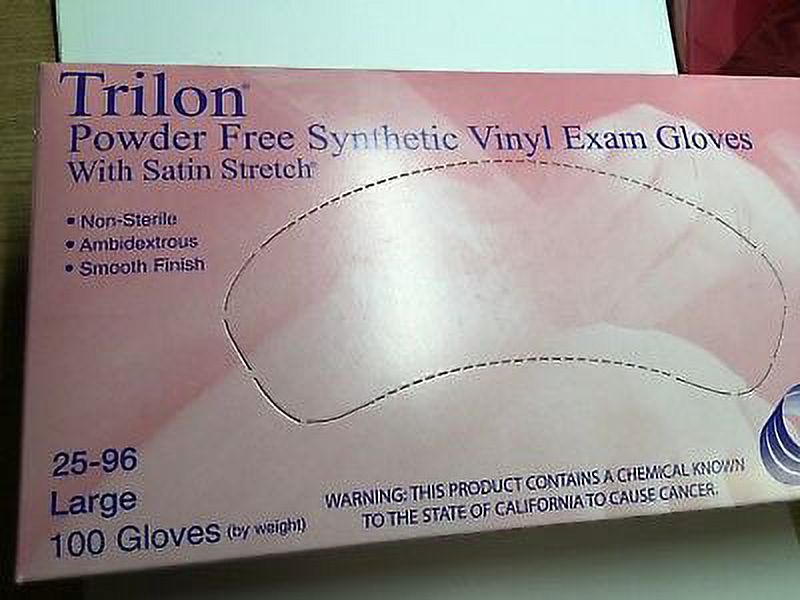 Trilon®
Powder Free Synthetic Vinyl Exam Gloves
With Satin Stretch®
• Non-Sterile
• Ambidextrous
• Smooth Finish
25-96
Large
100 Gloves (by weight)
WARNING: THIS PRODUCT CONTAINS A CHEMICAL KNOWN
TO THE STATE OF CALIFORNIA TO CAUSE CANCER.